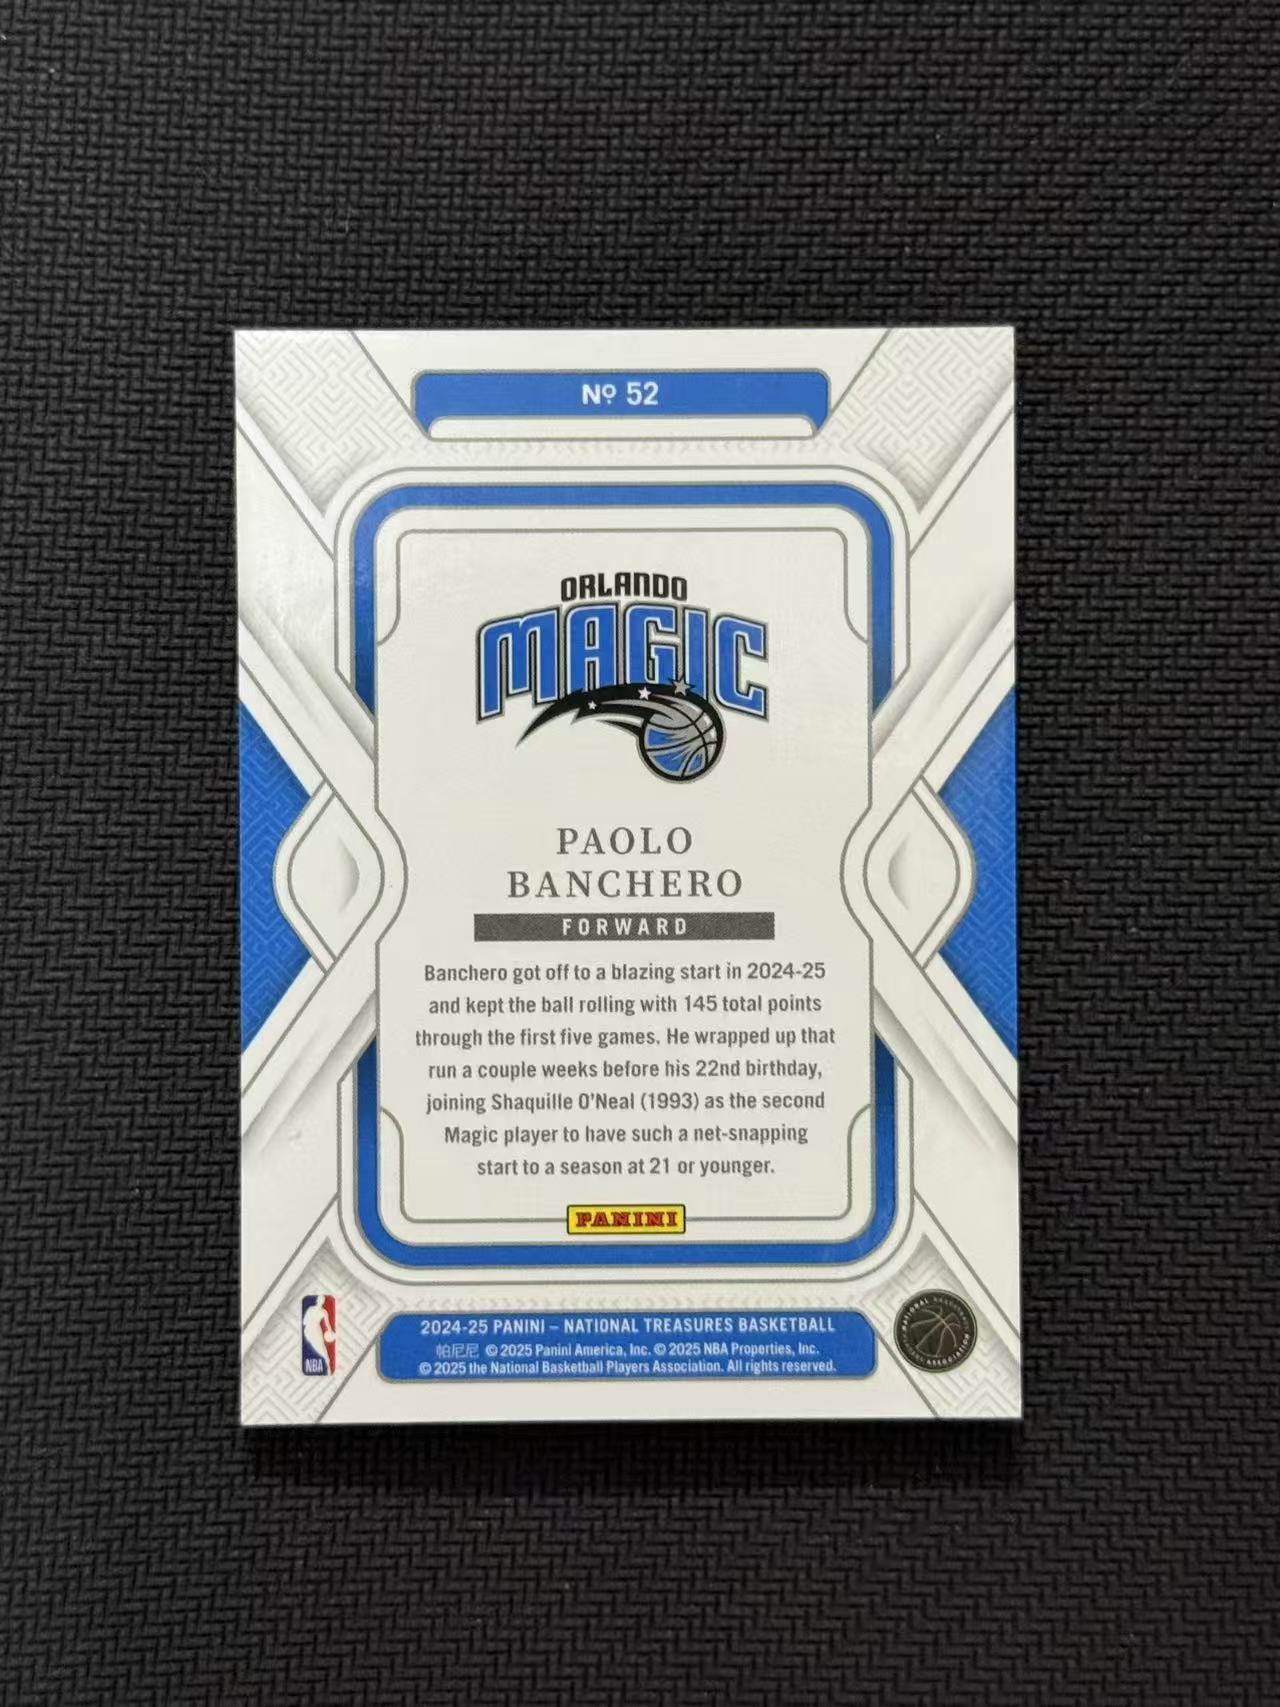 Nº 52
ORLANDO
MAGIC
PAOLO
BANCHERO
FORWARD
Banchero got off to a blazing start in 2024-25
and kept the ball rolling with 145 total points
through the first five games. He wrapped up that
run a couple weeks before his 22nd birthday,
joining Shaquille O'Neal (1993) as the second
Magic player to have such a net-snapping
start to a season at 21 or younger.
PANINI
NBA
2024-25 PANINI – NATIONAL TREASURES BASKETBALL
帕尼尼 © 2025 Panini America, Inc. © 2025 NBA Properties, Inc.
© 2025 the National Basketball Players Association. All rights reserved.
NATIONAL BASKETBALL
ASSOCIATION